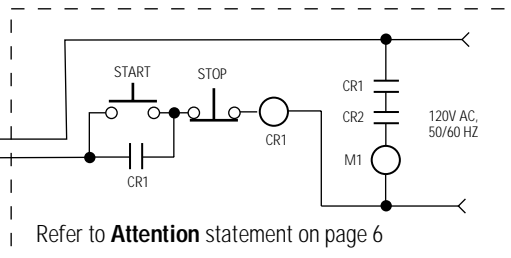 START
STOP
CR1
CR1
CR1
CR2
M1
120V AC,
50/60 HZ
Refer to Attention statement on page 6